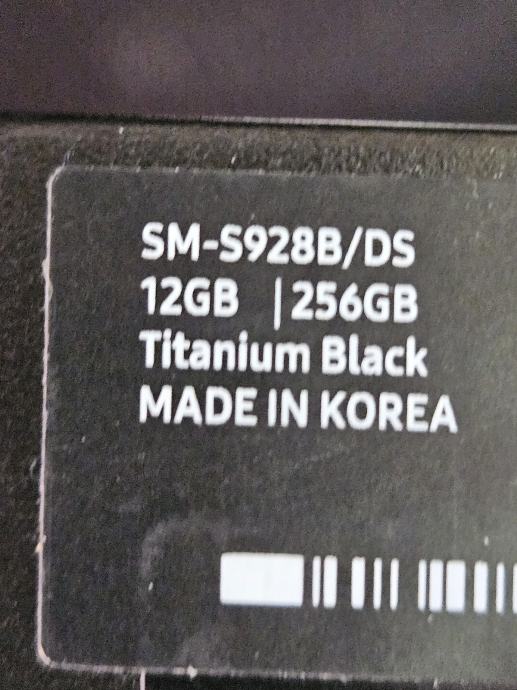 SM-S928B/DS
12GB | 256GB
Titanium Black
MADE IN KOREA